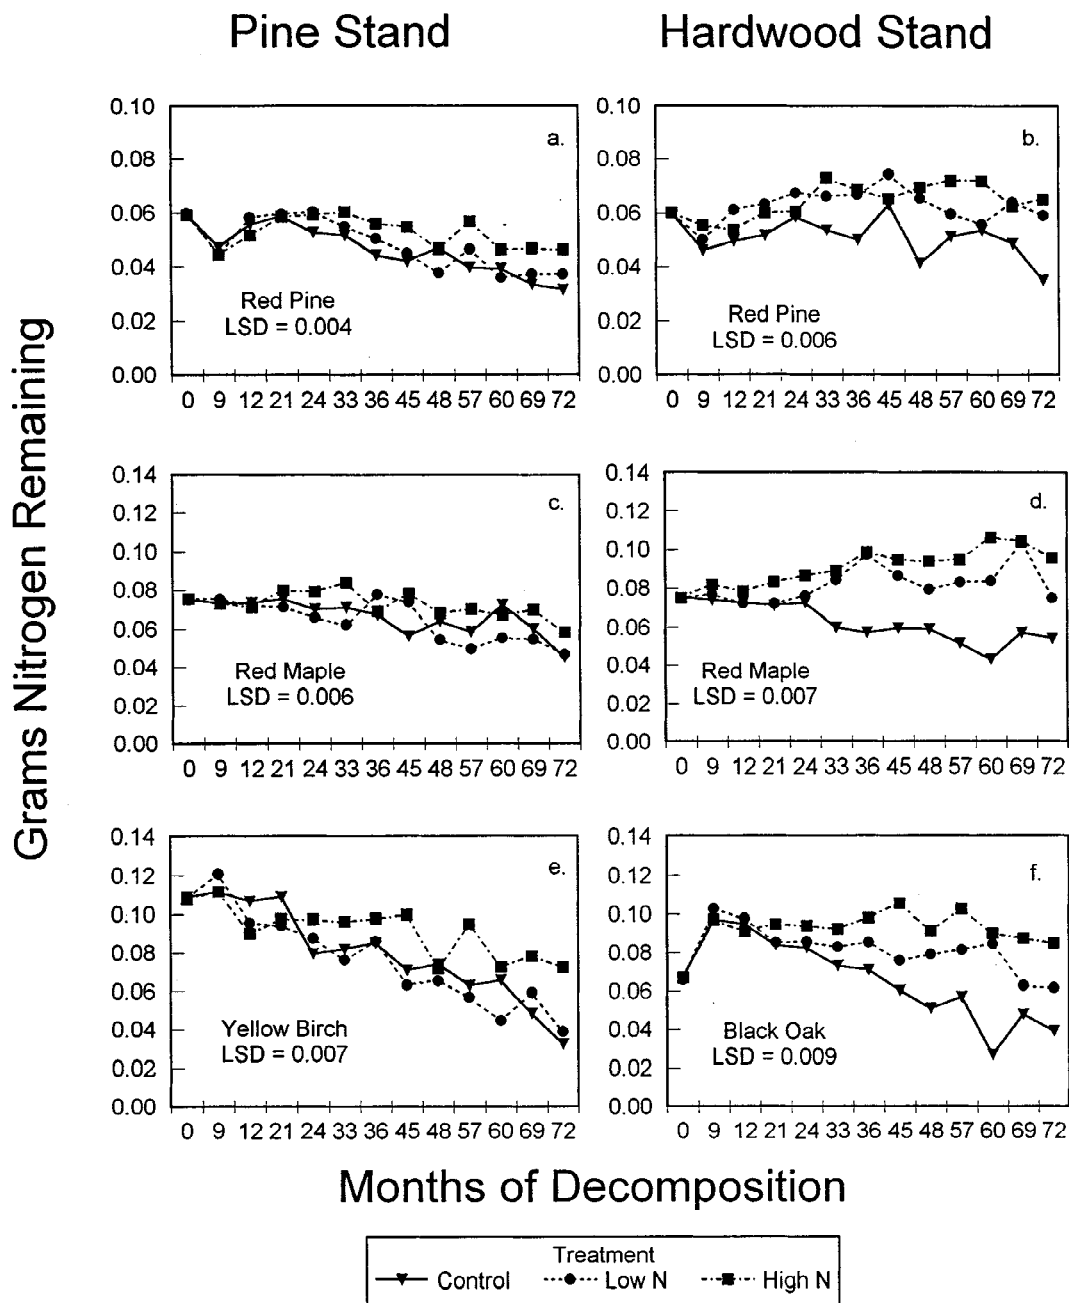 Pine Stand
Hardwood Stand
Grams Nitrogen Remaining
0.10
0.08
0.06
0.04
0.02
0.00
a.
Red Pine
LSD = 0.004
0 9 12 21 24 33 36 45 48 57 60 69 72
0.10
0.08
0.06
0.04
0.02
0.00
b.
Red Pine
LSD = 0.006
0 9 12 21 24 33 36 45 48 57 60 69 72
0.14
0.12
0.10
0.08
0.06
0.04
0.02
0.00
c.
Red Maple
LSD = 0.006
0 9 12 21 24 33 36 45 48 57 60 69 72
0.14
0.12
0.10
0.08
0.06
0.04
0.02
0.00
d.
Red Maple
LSD = 0.007
0 9 12 21 24 33 36 45 48 57 60 69 72
0.14
0.12
0.10
0.08
0.06
0.04
0.02
0.00
e.
Yellow Birch
LSD = 0.007
0 9 12 21 24 33 36 45 48 57 60 69 72
0.14
0.12
0.10
0.08
0.06
0.04
0.02
0.00
f.
Black Oak
LSD = 0.009
0 9 12 21 24 33 36 45 48 57 60 69 72
Months of Decomposition
Treatment
Control Low N High N